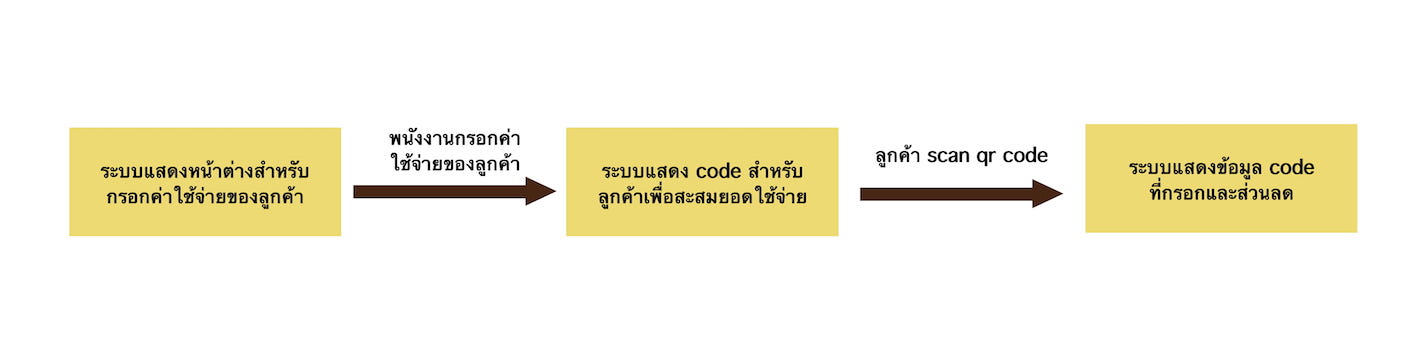 ระบบแสดงหน้าต่างสำหรับ
กรอกค่าใช้จ่ายของลูกค้า
พนังงานกรอกค่า
ใช้จ่ายของลูกค้า
ระบบแสดง code สำหรับ
ลูกค้าเพื่อสะสมยอดใช้จ่าย
ลูกค้า scan qr code
ระบบแสดงข้อมูล code
ที่กรอกและส่วนลด